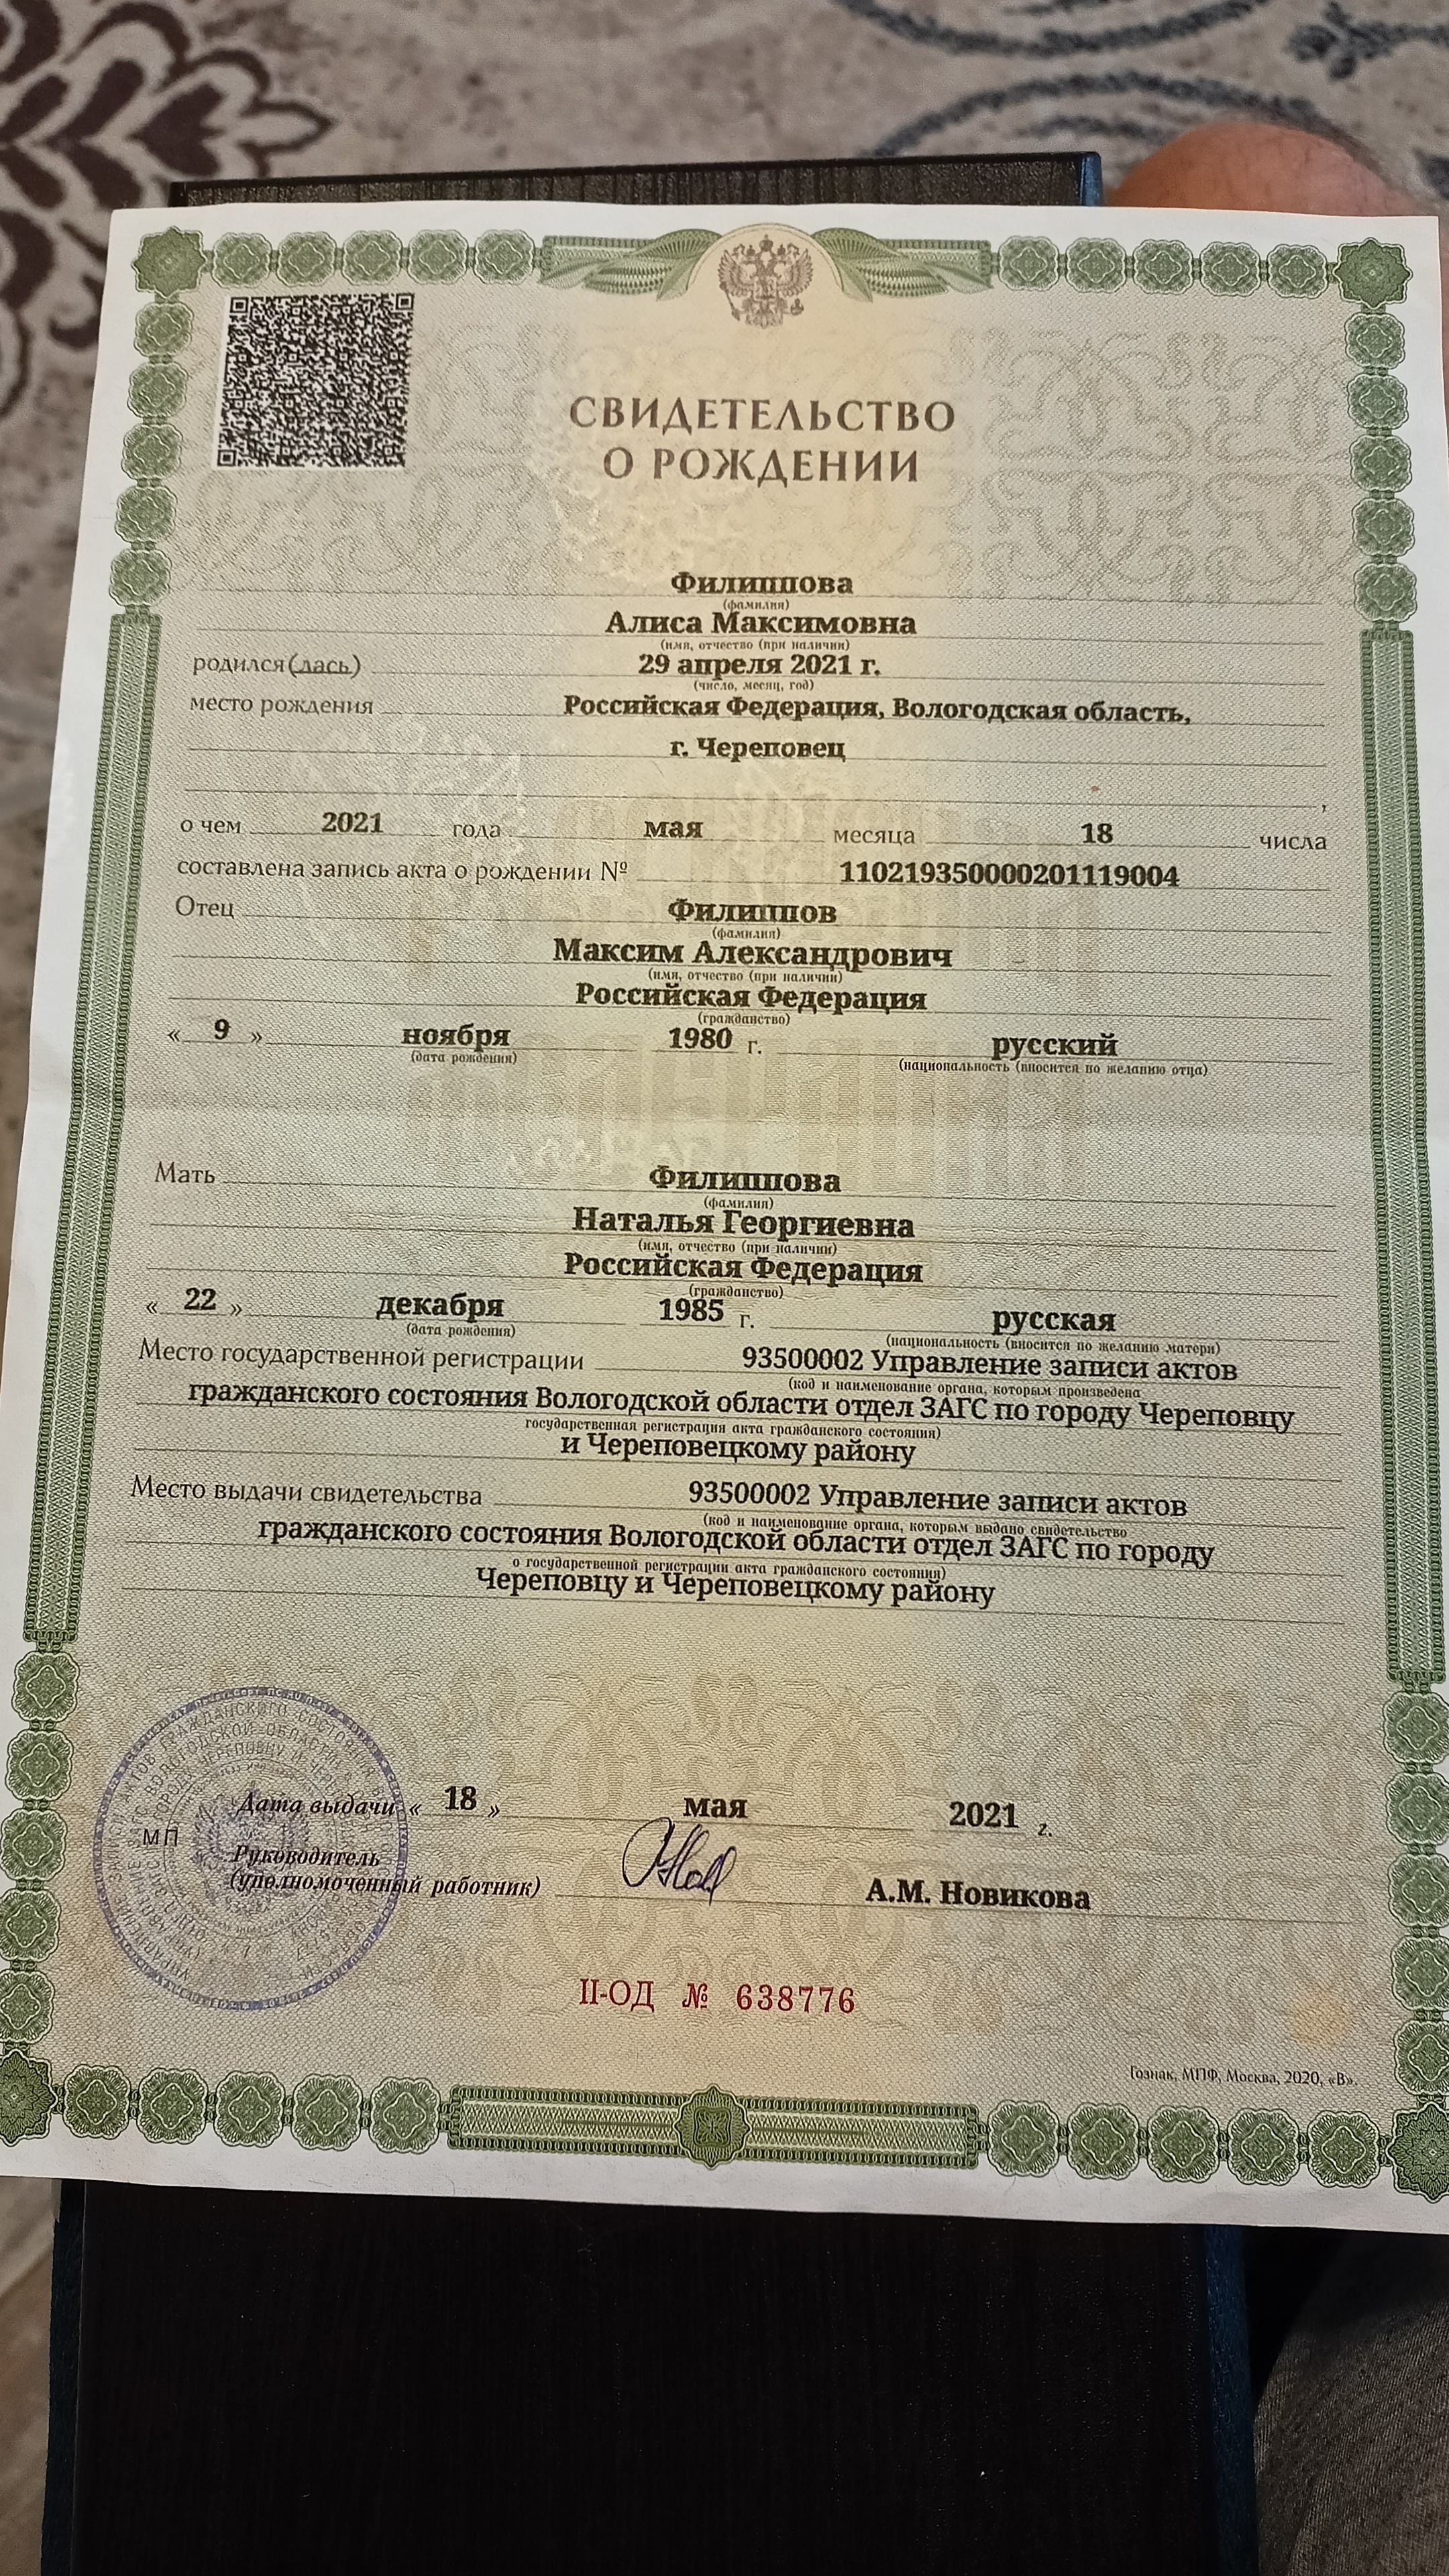 СВИДЕТЕЛЬСТВО
О РОЖДЕНИИ
Филиппова
(фамилия)
Алиса Максимовна
(имя, отчество (при наличии)
родился(лась) 29 апреля 2021 г.
(число, месяц, год)
место рождения Российская Федерация, Вологодская область,
г. Череповец
,
о чем 2021 года мая месяца 18 числа
составлена запись акта о рождении № 110219350000201119004
Отец Филиппов
(фамилия)
Максим Александрович
(имя, отчество (при наличии)
Российская Федерация
(гражданство)
« 9 » ноября 1980 г. русский
(дата рождения) (национальность (вносится по желанию отца)
Мать Филиппова
(фамилия)
Наталья Георгиевна
(имя, отчество (при наличии)
Российская Федерация
(гражданство)
« 22 » декабря 1985 г. русская
(дата рождения) (национальность (вносится по желанию матери)
Место государственной регистрации 93500002 Управление записи актов
(код и наименование органа, которым произведена
гражданского состояния Вологодской области отдел ЗАГС по городу Череповцу
государственная регистрация акта гражданского состояния)
и Череповецкому району
Место выдачи свидетельства 93500002 Управление записи актов
(код и наименование органа, которым выдано свидетельство
гражданского состояния Вологодской области отдел ЗАГС по городу
о государственной регистрации акта гражданского состояния)
Череповцу и Череповецкому району
Дата выдачи « 18 » мая 2021 г.
МП
Руководитель
(уполномоченный работник) А.М. Новикова
II-ОД № 638776
Гознак, МПФ, Москва, 2020, «В».